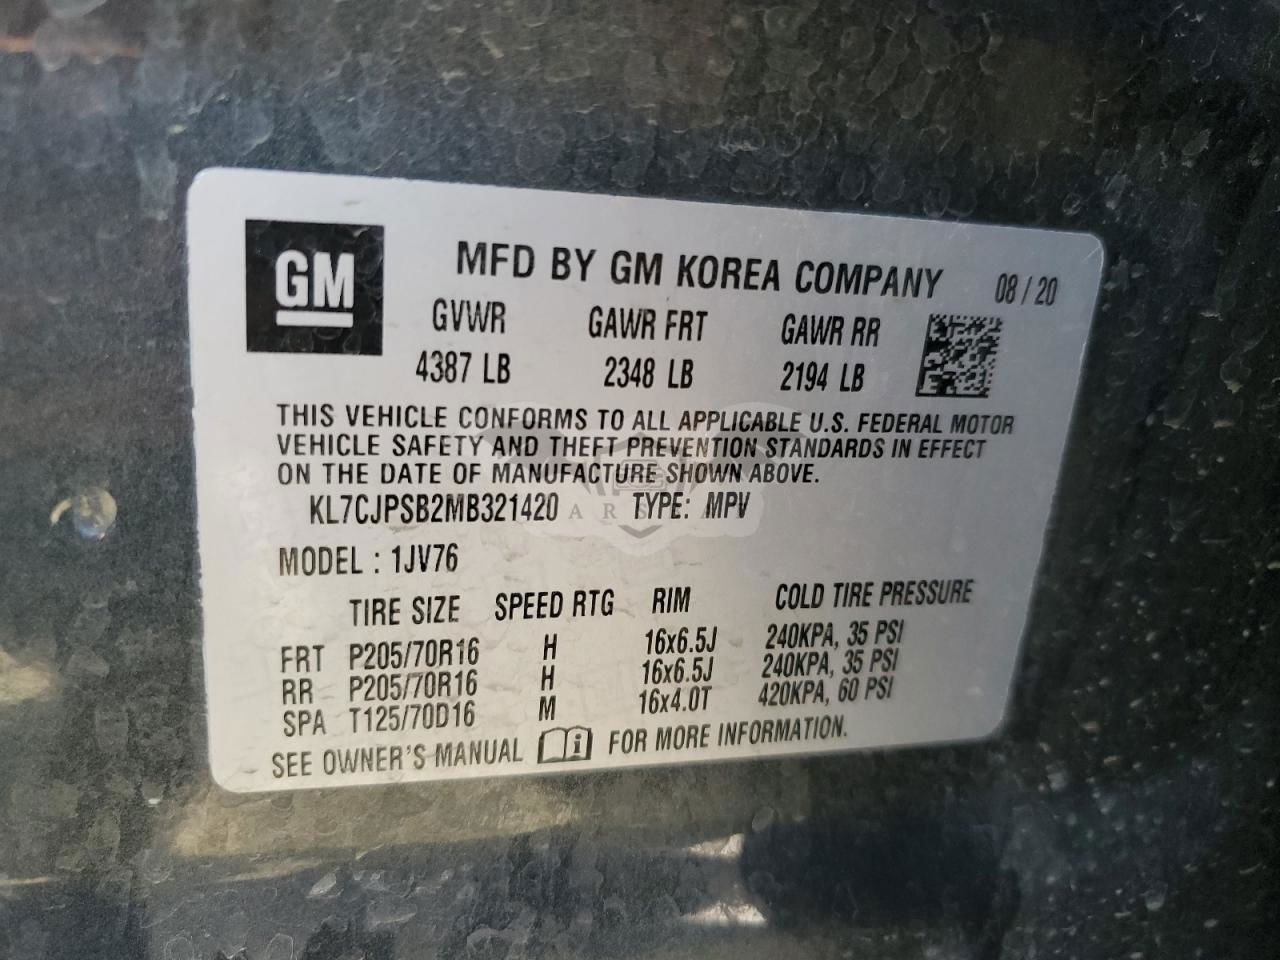 GM
MFD BY GM KOREA COMPANY 08 / 20
GVWR GAWR FRT GAWR RR
4387 LB 2348 LB 2194 LB
THIS VEHICLE CONFORMS TO ALL APPLICABLE U.S. FEDERAL MOTOR
VEHICLE SAFETY AND THEFT PREVENTION STANDARDS IN EFFECT
ON THE DATE OF MANUFACTURE SHOWN ABOVE.
KL7CJPSB2MB321420 TYPE: MPV
MODEL : 1JV76
TIRE SIZE SPEED RTG RIM COLD TIRE PRESSURE
FRT P205/70R16 H 16x6.5J 240KPA, 35 PSI
RR P205/70R16 H 16x6.5J 240KPA, 35 PSI
SPA T125/70D16 M 16x4.0T 420KPA, 60 PSI
SEE OWNER'S MANUAL FOR MORE INFORMATION.